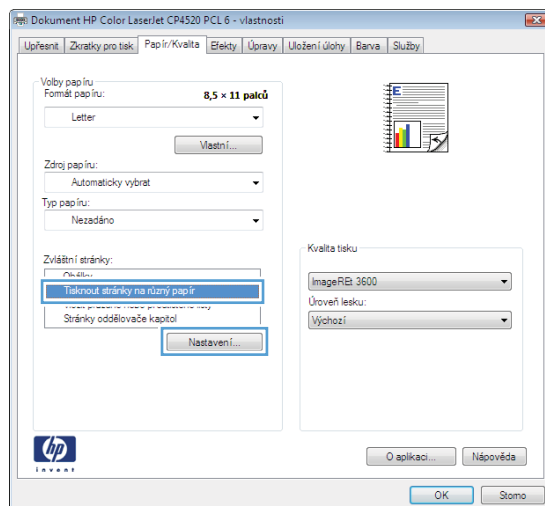 Dokument HP Color LaserJet CP4520 PCL 6 - vlastnosti
Upřesnit Zkratky pro tisk Papír/Kvalita Efekty Úpravy Uložení úlohy Barva Služby
Volby papíru
Formát papíru: 8,5 × 11 palců
Letter
Vlastní...
Zdroj papíru:
Automaticky vybrat
Typ papíru:
Nezadáno
Zvláštní stránky:
Obálky
Tisknout stránky na různý papír
Stránky oddělovače kapitol
Nastavení...
E
Kvalita tisku
ImageREt 3600
Úroveň lesku:
Výchozí
hp
invent
O aplikaci... Nápověda
OK Storno